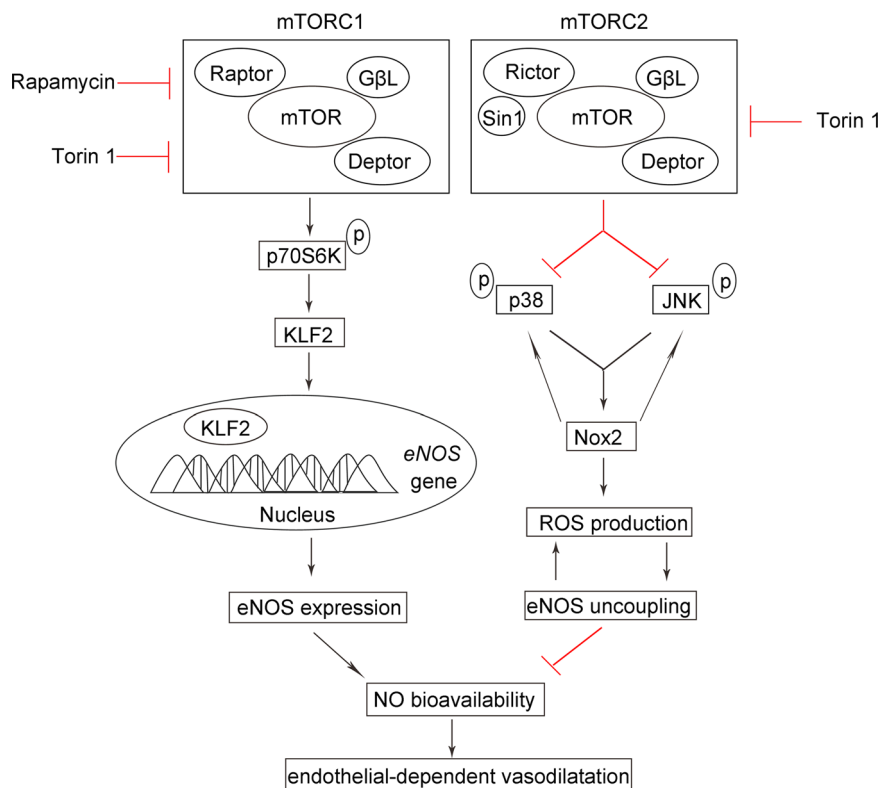 mTORC1
mTORC2
Raptor
GβL
mTOR
Deptor
Rapamycin
Torin 1
Rictor
GβL
Sin1
mTOR
Deptor
Torin 1
p70S6K
p
KLF2
KLF2
eNOS
gene
Nucleus
eNOS expression
p
p38
JNK
p
Nox2
ROS production
eNOS uncoupling
NO bioavailability
endothelial-dependent vasodilatation